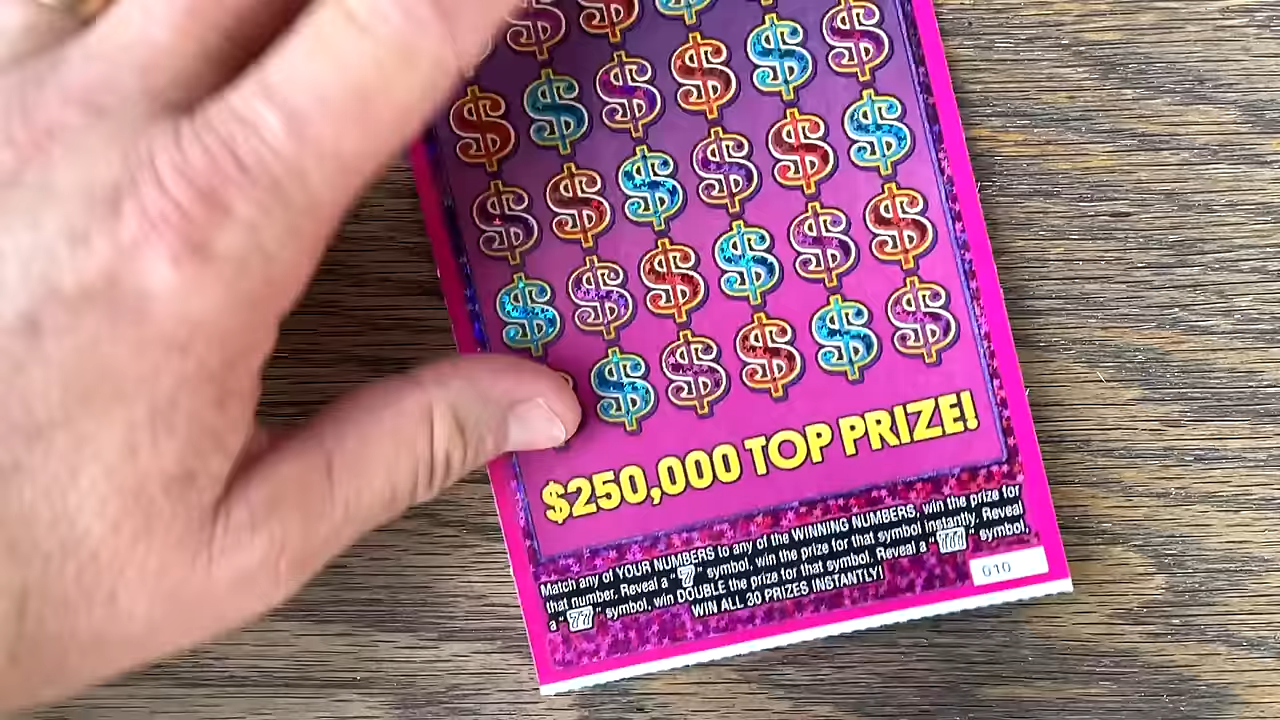 $ $ $ $ $
$ $ $ $ $ $
$ $ $ $ $ $
$ $ $ $ $ $
$ $ $ $ $
$250,000 TOP PRIZE!
Match any of YOUR NUMBERS to any of the WINNING NUMBERS, win the prize for
that number. Reveal a "7" symbol, win the prize for that symbol instantly. Reveal
a "77" symbol, win DOUBLE the prize for that symbol. Reveal a "777" symbol,
WIN ALL 30 PRIZES INSTANTLY!
010